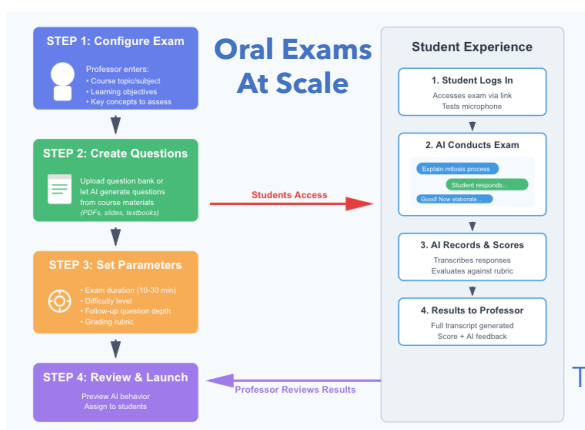 Oral Exams
At Scale
STEP 1: Configure Exam
Professor enters:
• Course topic/subject
• Learning objectives
• Key concepts to assess
STEP 2: Create Questions
Upload question bank or
let AI generate questions
from course materials
(PDFs, slides, textbooks)
STEP 3: Set Parameters
• Exam duration (10-30 min)
• Difficulty level
• Follow-up question depth
• Grading rubric
STEP 4: Review & Launch
Preview AI behavior
Assign to students
Students Access
Professor Reviews Results
Student Experience
1. Student Logs In
Accesses exam via link
Tests microphone
2. AI Conducts Exam
Explain mitosis process
Student responds...
Good! Now elaborate...
3. AI Records & Scores
Transcribes responses
Evaluates against rubric
4. Results to Professor
Full transcript generated
Score + AI feedback
T